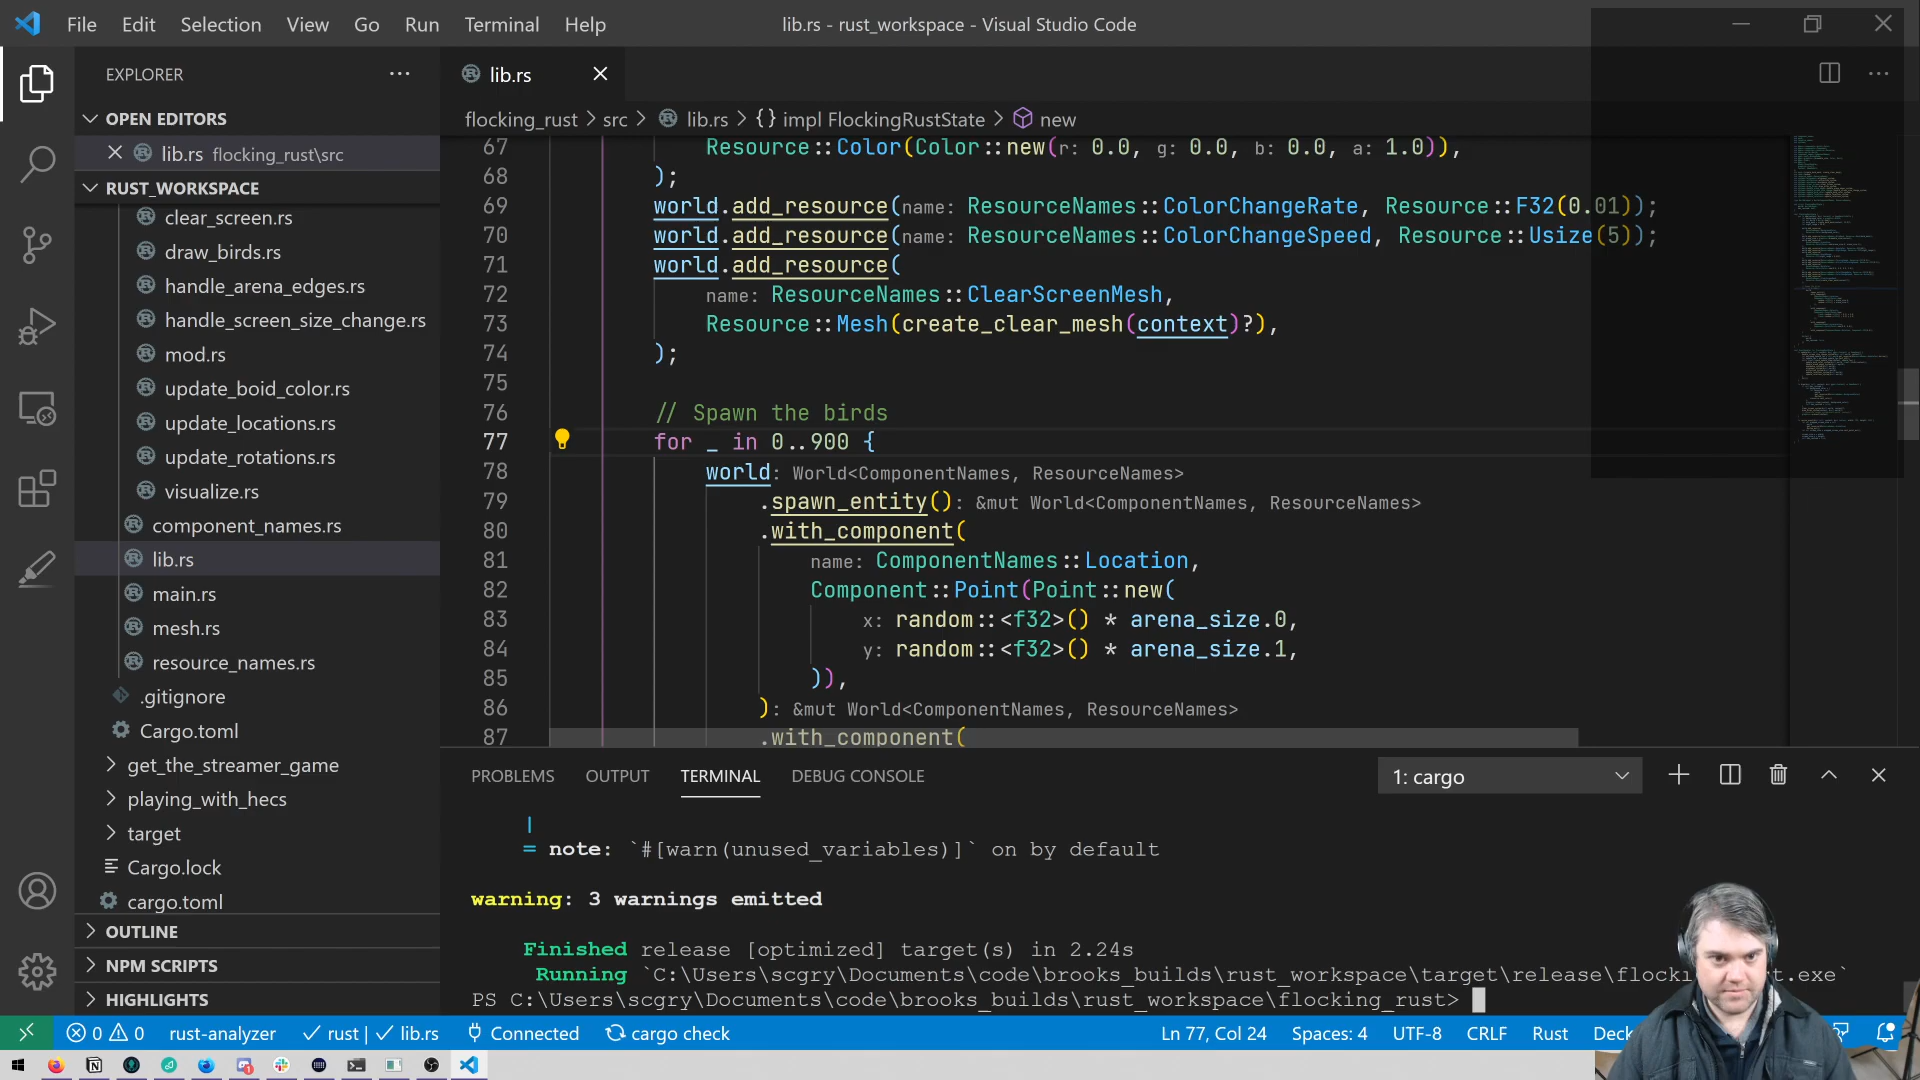 File Edit Selection View Go Run Terminal Help
lib.rs - rust_workspace - Visual Studio Code
EXPLORER
OPEN EDITORS
lib.rs flocking_rust\src
RUST_WORKSPACE
clear_screen.rs
draw_birds.rs
handle_arena_edges.rs
handle_screen_size_change.rs
mod.rs
update_boid_color.rs
update_locations.rs
update_rotations.rs
visualize.rs
component_names.rs
lib.rs
main.rs
mesh.rs
resource_names.rs
.gitignore
Cargo.toml
get_the_streamer_game
playing_with_hecs
target
Cargo.lock
cargo.toml
OUTLINE
NPM SCRIPTS
HIGHLIGHTS
lib.rs
flocking_rust > src > lib.rs > {} impl FlockingRustState > new
67 Resource::Color(Color::new(r: 0.0, g: 0.0, b: 0.0, a: 1.0)),
68 );
69 world.add_resource(name: ResourceNames::ColorChangeRate, Resource::F32(0.01));
70 world.add_resource(name: ResourceNames::ColorChangeSpeed, Resource::Usize(5));
71 world.add_resource(
72 name: ResourceNames::ClearScreenMesh,
73 Resource::Mesh(create_clear_mesh(context)?),
74 );
75
76 // Spawn the birds
77 for _ in 0..900 {
78 world: World<ComponentNames, ResourceNames>
79 .spawn_entity(): &mut World<ComponentNames, ResourceNames>
80 .with_component(
81 name: ComponentNames::Location,
82 Component::Point(Point::new(
83 x: random::<f32>() * arena_size.0,
84 y: random::<f32>() * arena_size.1,
85 )),
86 ): &mut World<ComponentNames, ResourceNames>
87 .with_component(
PROBLEMS OUTPUT TERMINAL DEBUG CONSOLE
1: cargo
|
= note: `#[warn(unused_variables)]` on by default
warning: 3 warnings emitted
Finished release [optimized] target(s) in 2.24s
Running `C:\Users\scgry\Documents\code\brooks_builds\rust_workspace\target\release\flocki t.exe`
PS C:\Users\scgry\Documents\code\brooks_builds\rust_workspace\flocking_rust>
0 0 rust-analyzer rust | lib.rs Connected cargo check
Ln 77, Col 24 Spaces: 4 UTF-8 CRLF Rust